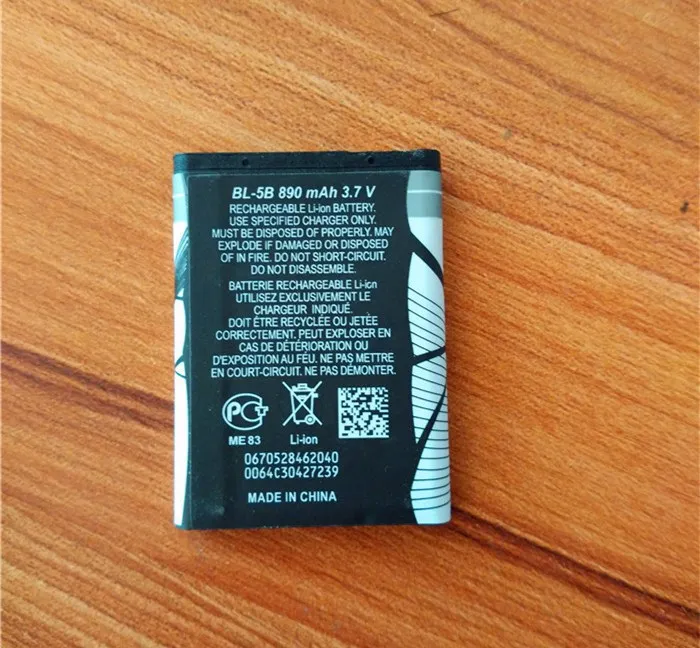 BL-5B 890 mAh 3.7 V
RECHARGEABLE Li-ion BATTERY.
USE SPECIFIED CHARGER ONLY.
MUST BE DISPOSED OF PROPERLY. MAY
EXPLODE IF DAMAGED OR DISPOSED
OF IN FIRE. DO NOT SHORT-CIRCUIT.
DO NOT DISASSEMBLE.
BATTERIE RECHARGEABLE Li-ion
UTILISEZ EXCLUSIVEMENT LE
CHARGEUR INDIQUÉ.
DOIT ÊTRE RECYCLÉE OU JETÉE
CORRECTEMENT. PEUT EXPLOSER EN
CAS DE DÉTÉRIORATION OU
D'EXPOSITION AU FEU. NE PAS METTRE
EN COURT-CIRCUIT. NE PAS DÉMONTER.
ME 83
Li-ion
0670528462040
0064C30427239
MADE IN CHINA